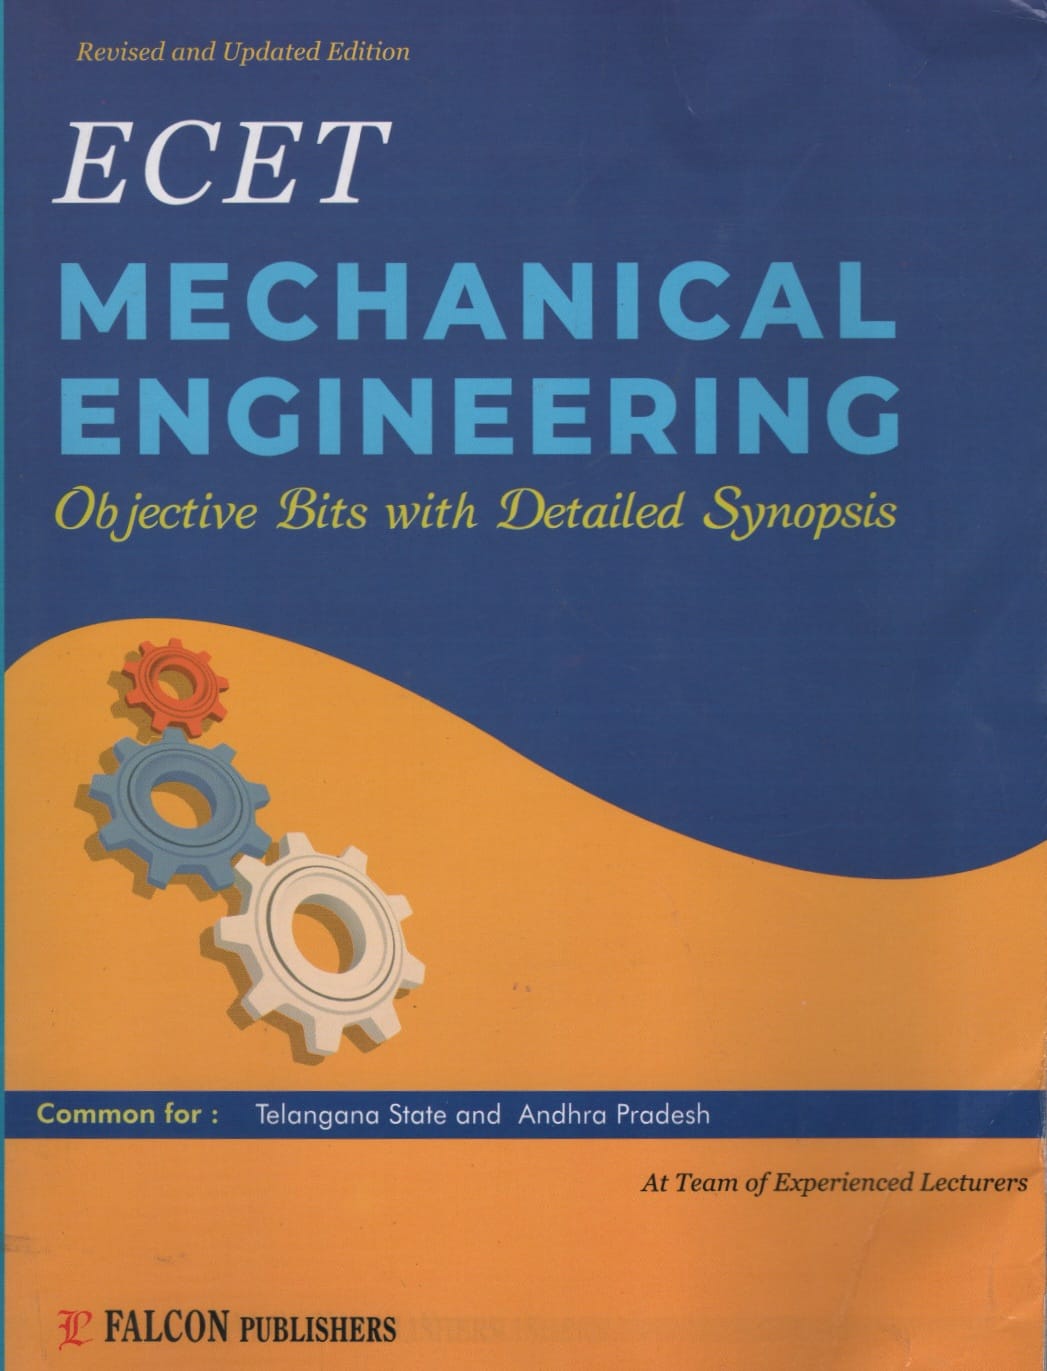 Revised and Updated Edition
ECET
MECHANICAL
ENGINEERING
Objective Bits with Detailed Synopsis
Common for : Telangana State and Andhra Pradesh
At Team of Experienced Lecturers
FALCON PUBLISHERS